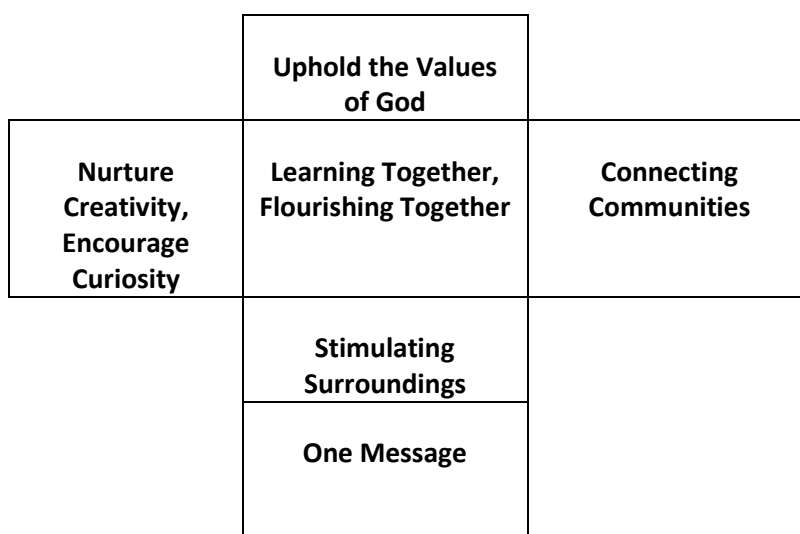 Uphold the Values
of God
Nurture
Creativity,
Encourage
Curiosity
Learning Together,
Flourishing Together
Connecting
Communities
Stimulating
Surroundings
One Message